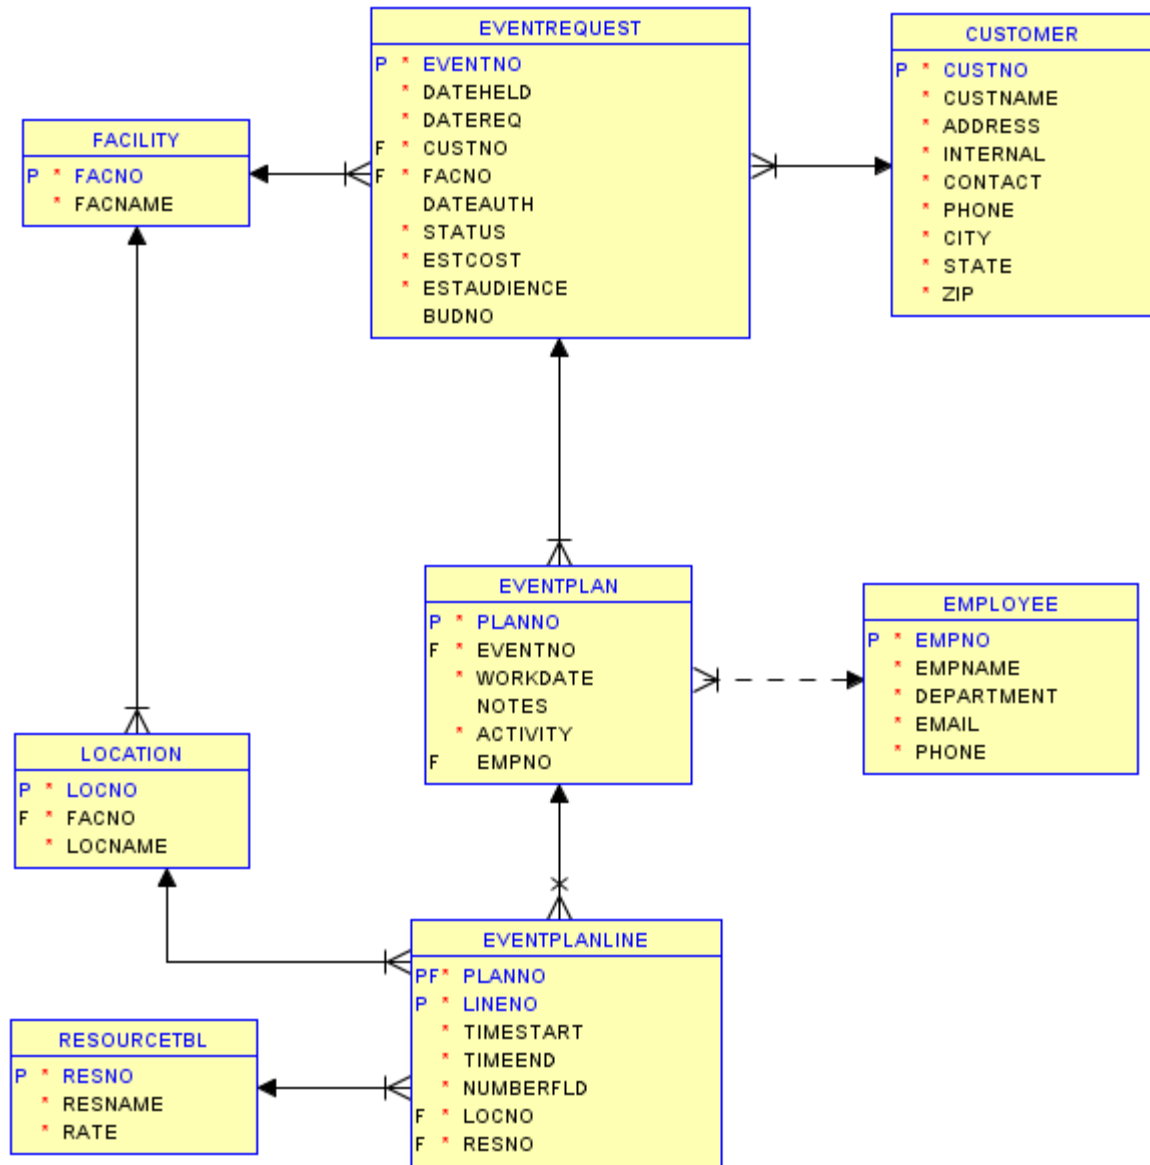 EVENTREQUEST
P * EVENTNO
* DATEHELD
* DATEREQ
F * CUSTNO
F * FACNO
DATEAUTH
* STATUS
* ESTCOST
* ESTAUDIENCE
BUDNO
CUSTOMER
P * CUSTNO
* CUSTNAME
* ADDRESS
* INTERNAL
* CONTACT
* PHONE
* CITY
* STATE
* ZIP
FACILITY
P * FACNO
* FACNAME
EVENTPLAN
P * PLANNO
F * EVENTNO
* WORKDATE
NOTES
* ACTIVITY
F EMPNO
EMPLOYEE
P * EMPNO
* EMPNAME
* DEPARTMENT
* EMAIL
* PHONE
LOCATION
P * LOCNO
F * FACNO
* LOCNAME
EVENTPLANLINE
PF* PLANNO
P * LINENO
* TIMESTART
* TIMEEND
* NUMBERFLD
F * LOCNO
F * RESNO
RESOURCETBL
P * RESNO
* RESNAME
* RATE